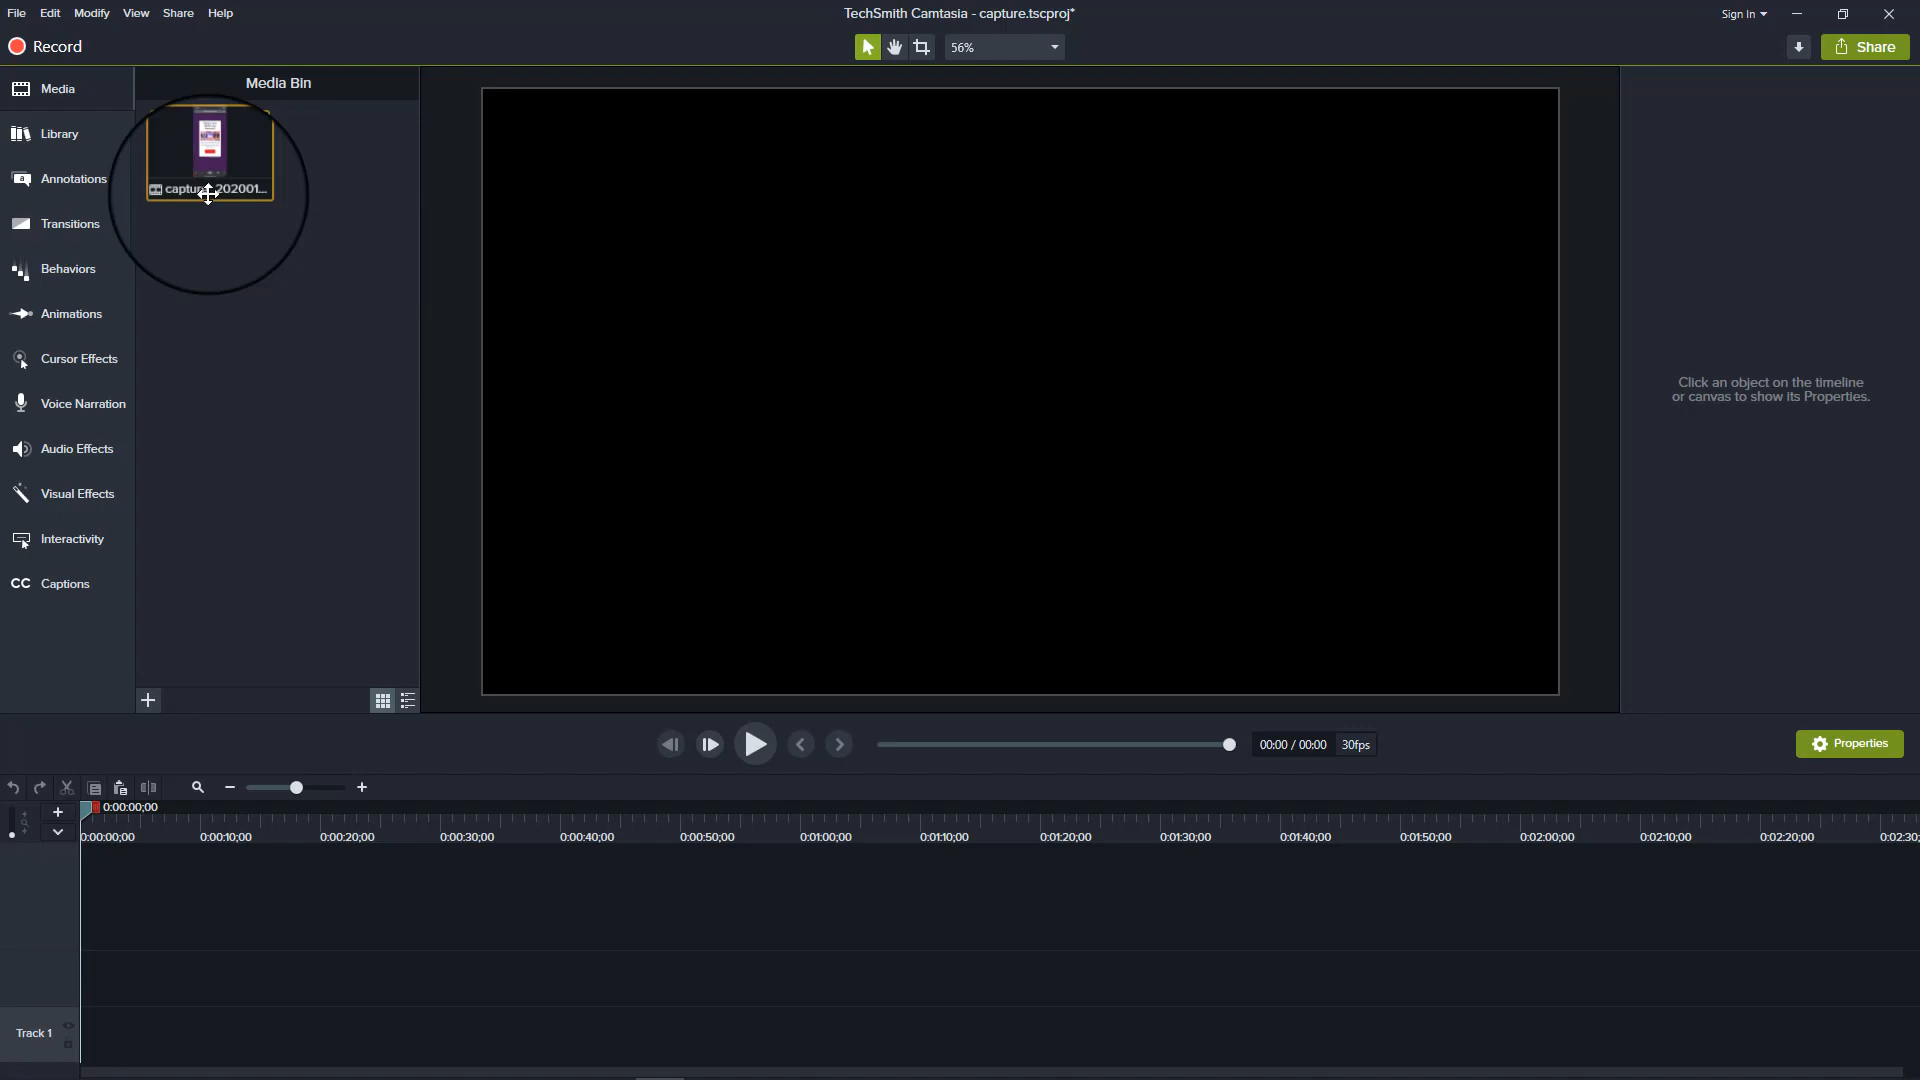 File Edit Modify View Share Help
TechSmith Camtasia - capture.tscproj*
Sign In
Record
56%
Share
Media
Media Bin
Library
202001...
Annotations
Transitions
Behaviors
Animations
Cursor Effects
Click an object on the timeline
or canvas to show its Properties.
Voice Narration
Audio Effects
Visual Effects
Interactivity
CC Captions
00:00 / 00:00 30fps
Properties
0:00:00;00
0:00:00;00 0:00:10;00 0:00:20;00 0:00:30;00 0:00:40;00 0:00:50;00 0:01:00;00 0:01:10;00 0:01:20;00 0:01:30;00 0:01:40;00 0:01:50;00 0:02:00;00 0:02:10;00 0:02:20;00 0:02:30;
Track 1